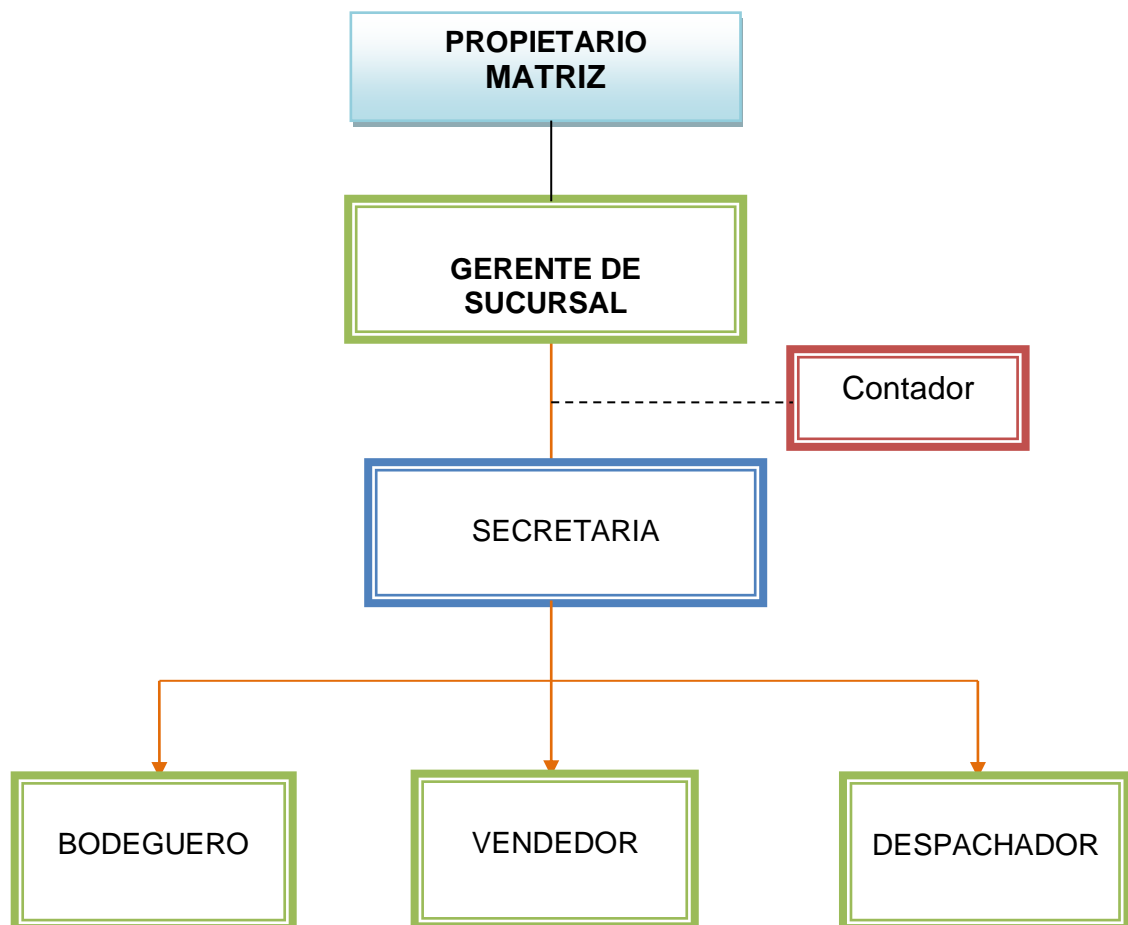 PROPIETARIO
MATRIZ
GERENTE DE
SUCURSAL
Contador
SECRETARIA
BODEGUERO
VENDEDOR
DESPACHADOR